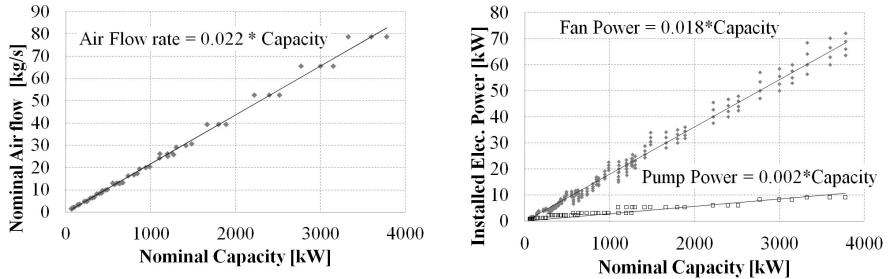 90
80
70
60
50
40
30
20
10
0
Nominal Air flow [kg/s]
Air Flow rate = 0.022 * Capacity
0 1000 2000 3000 4000
Nominal Capacity [kW]
80
70
60
50
40
30
20
10
0
Installed Elec. Power [kW]
Fan Power = 0.018*Capacity
Pump Power = 0.002*Capacity
0 1000 2000 3000 4000
Nominal Capacity [kW]